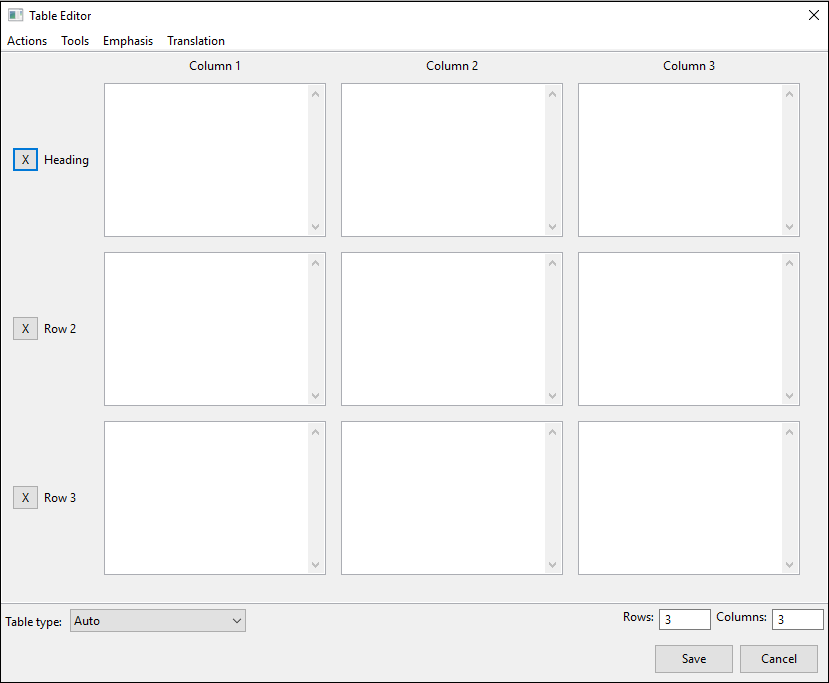 Table Editor
Actions Tools Emphasis Translation
Column 1 Column 2 Column 3
X Heading
X Row 2
X Row 3
Table type: Auto Rows: 3 Columns: 3
Save Cancel